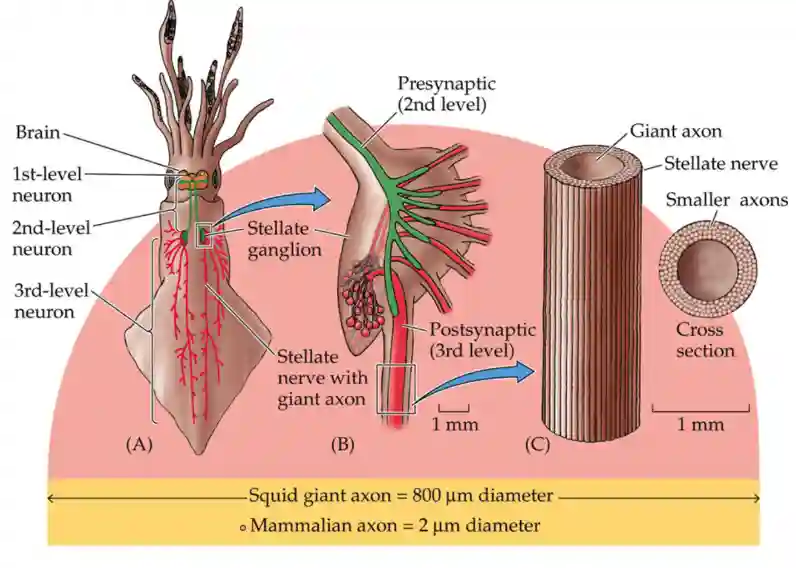 Brain
1st-level
neuron
2nd-level
neuron
3rd-level
neuron
Stellate
ganglion
Stellate
nerve with
giant axon
(A)
Presynaptic
(2nd level)
Postsynaptic
(3rd level)
1 mm
(B)
Giant axon
Stellate nerve
Smaller axons
Cross
section
1 mm
(C)
Squid giant axon = 800 μm diameter
Mammalian axon = 2 μm diameter